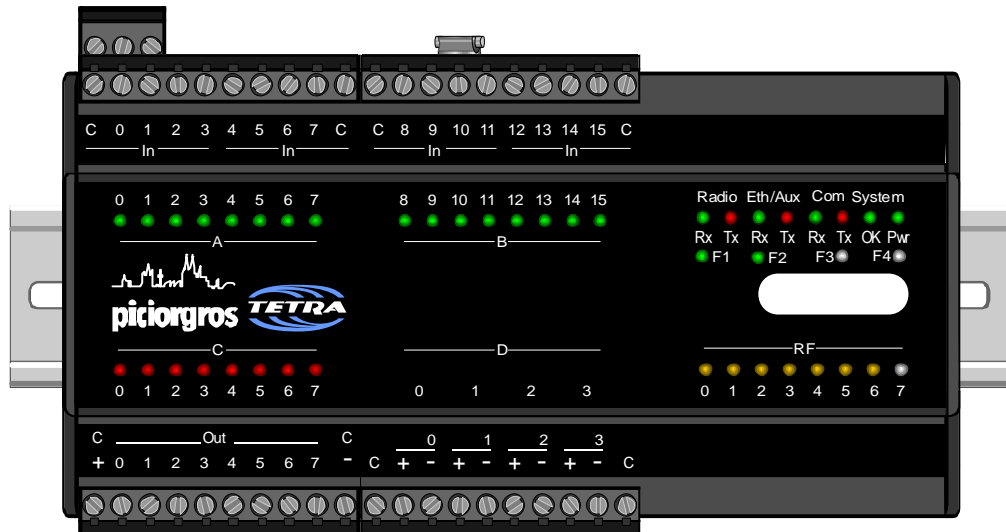 C 0 1 2 3 4 5 6 7 C C 8 9 10 11 12 13 14 15 C
In In In In
0 1 2 3 4 5 6 7 8 9 10 11 12 13 14 15
A B
Radio Eth/Aux Com System
Rx Tx Rx Tx Rx Tx OK Pwr
F1 F2 F3 F4
piciorgros TETRA
C D RF
0 1 2 3 4 5 6 7 0 1 2 3 0 1 2 3 4 5 6 7
C Out C 0 1 2 3
+ 0 1 2 3 4 5 6 7 - C + - + - + - + - C